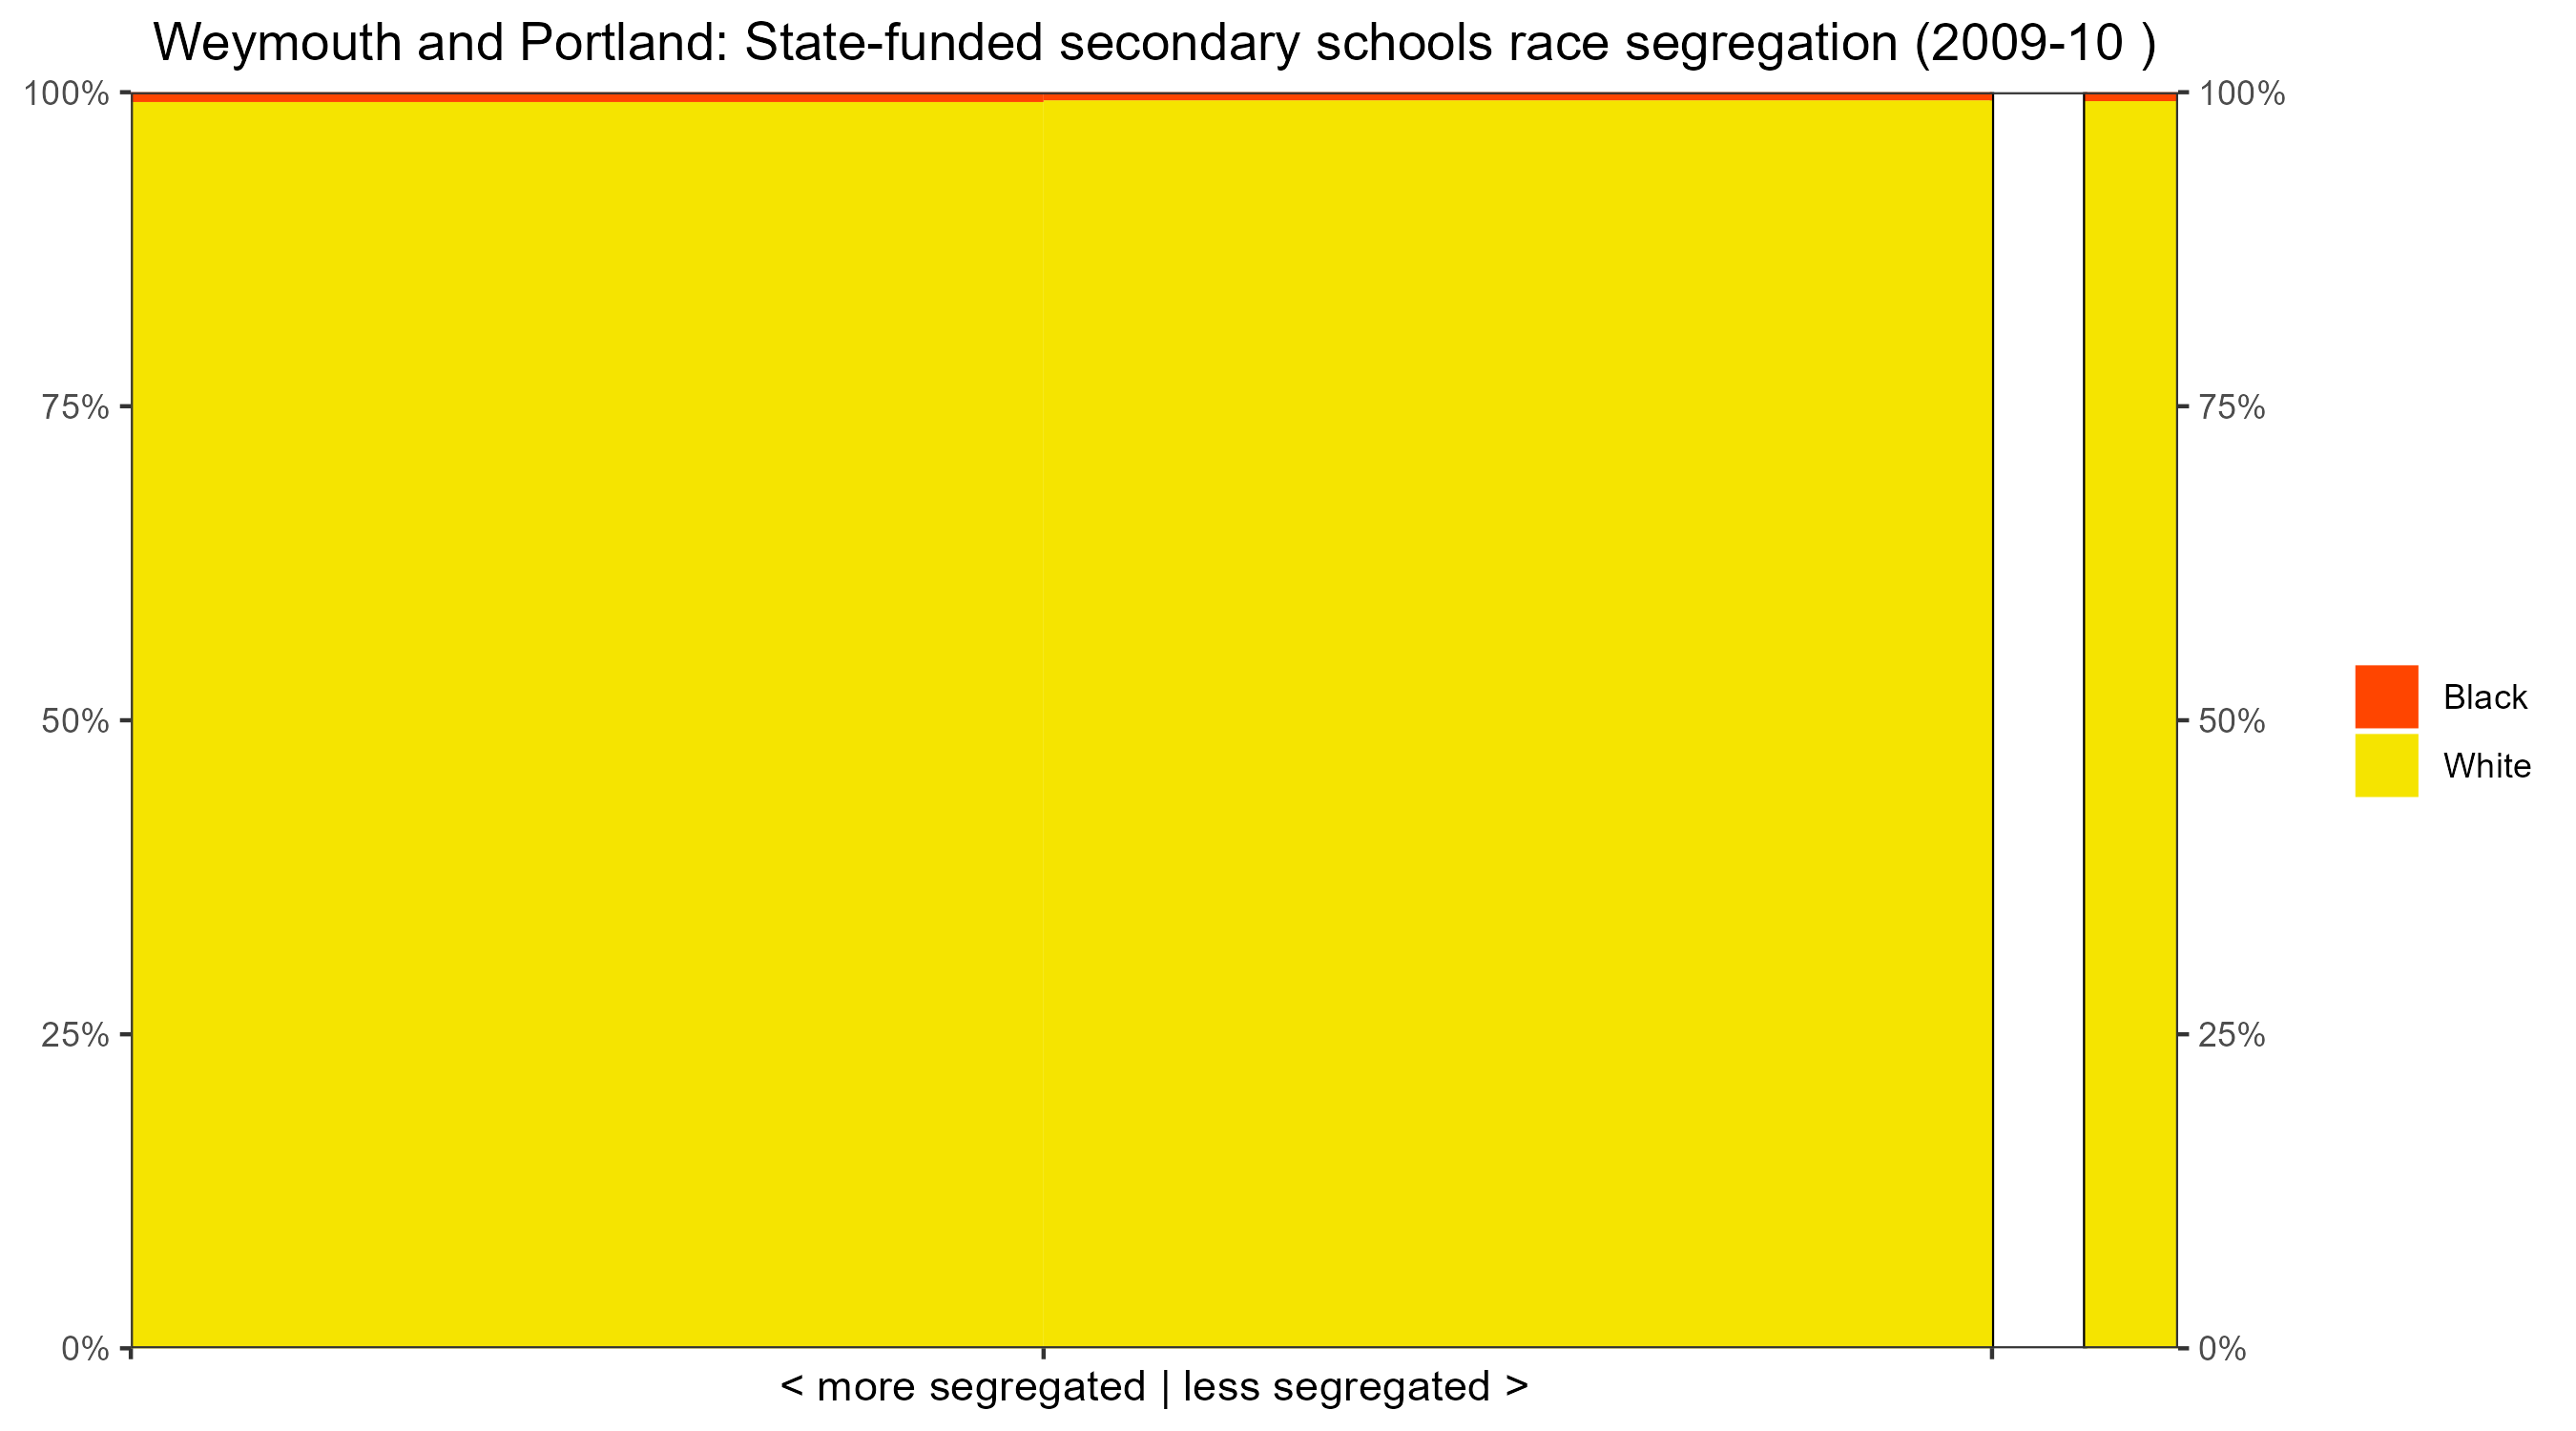 Weymouth and Portland: State-funded secondary schools race segregation (2009-10 )
100%
75%
50%
25%
0%
100%
75%
50%
25%
0%
Black
White
< more segregated | less segregated >